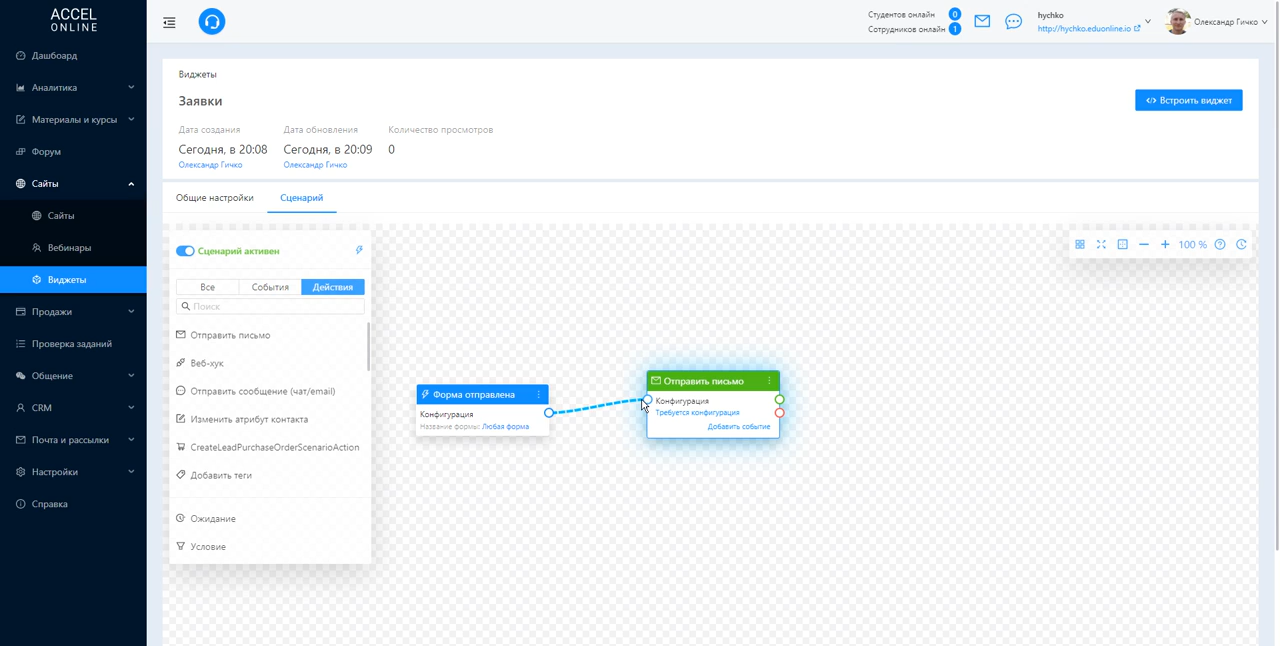 ACCEL
ONLINE
Дашбоард
Аналитика
Материалы и курсы
Форум
Сайты
Сайты
Вебинары
Виджеты
Продажи
Проверка заданий
Общение
CRM
Почта и рассылки
Настройки
Справка
Студентов онлайн 0
Сотрудников онлайн 1
hychko
http://hychko.eduonline.io
Олександр Гичко
Виджеты
Заявки
Встроить виджет
Дата создания Дата обновления Количество просмотров
Сегодня, в 20:08 Сегодня, в 20:09 0
Олександр Гичко Олександр Гичко
Общие настройки Сценарий
Сценарий активен
100 %
Все События Действия
Поиск
Отправить письмо
Веб-хук
Отправить сообщение (чат/email)
Изменить атрибут контакта
CreateLeadPurchaseOrderScenarioAction
Добавить теги
Ожидание
Условие
Форма отправлена
Конфигурация
Название формы: Любая форма
Отправить письмо
Конфигурация
Требуется конфигурация
Добавить событие